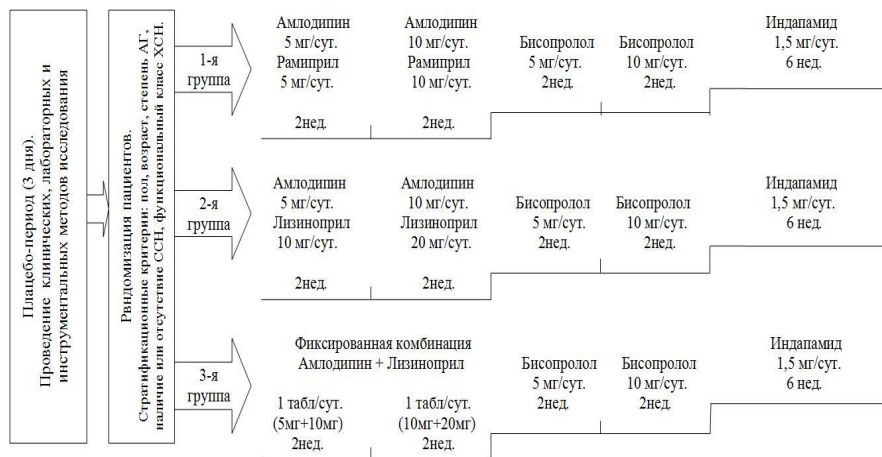 Плацебо-период (3 дня).
Проведение клинических, лабораторных и
инструментальных методов исследования
Рвндомизация пациентов.
Стратификационные критерии: пол, возраст, степень АГ,
наличие или отсутствие ССН, функциональный класс ХСН.
1-я
группа
Амлодипин
5 мг/сут.
Рамиприл
5 мг/сут.
2нед.
Амлодипин
10 мг/сут.
Рамиприл
10 мг/сут.
2нед.
Бисопролол
5 мг/сут.
2нед.
Бисопролол
10 мг/сут.
2нед.
Индапамид
1,5 мг/сут.
6 нед.
2-я
группа
Амлодипин
5 мг/сут.
Лизиноприл
10 мг/сут.
2нед.
Амлодипин
10 мг/сут.
Лизиноприл
20 мг/сут.
2нед.
Бисопролол
5 мг/сут.
2нед.
Бисопролол
10 мг/сут.
2нед.
Индапамид
1,5 мг/сут.
6 нед.
3-я
группа
Фиксированная комбинация
Амлодипин + Лизиноприл
1 табл/сут.
(5мг+10мг)
2нед.
1 табл/сут.
(10мг+20мг)
2нед.
Бисопролол
5 мг/сут.
2нед.
Бисопролол
10 мг/сут.
2нед.
Индапамид
1,5 мг/сут.
6 нед.